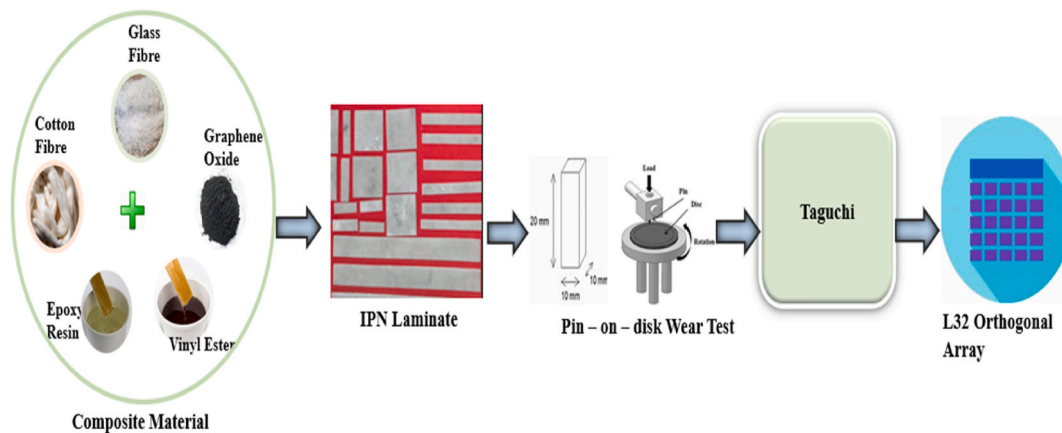 Glass
Fibre
Cotton
Fibre
Graphene
Oxide
Epoxy
Resin
Vinyl Ester
Composite Material
IPN Laminate
20 mm
10 mm
10 mm
Load
Pin
Disc
Rotation
Pin – on – disk Wear Test
Taguchi
L32 Orthogonal
Array